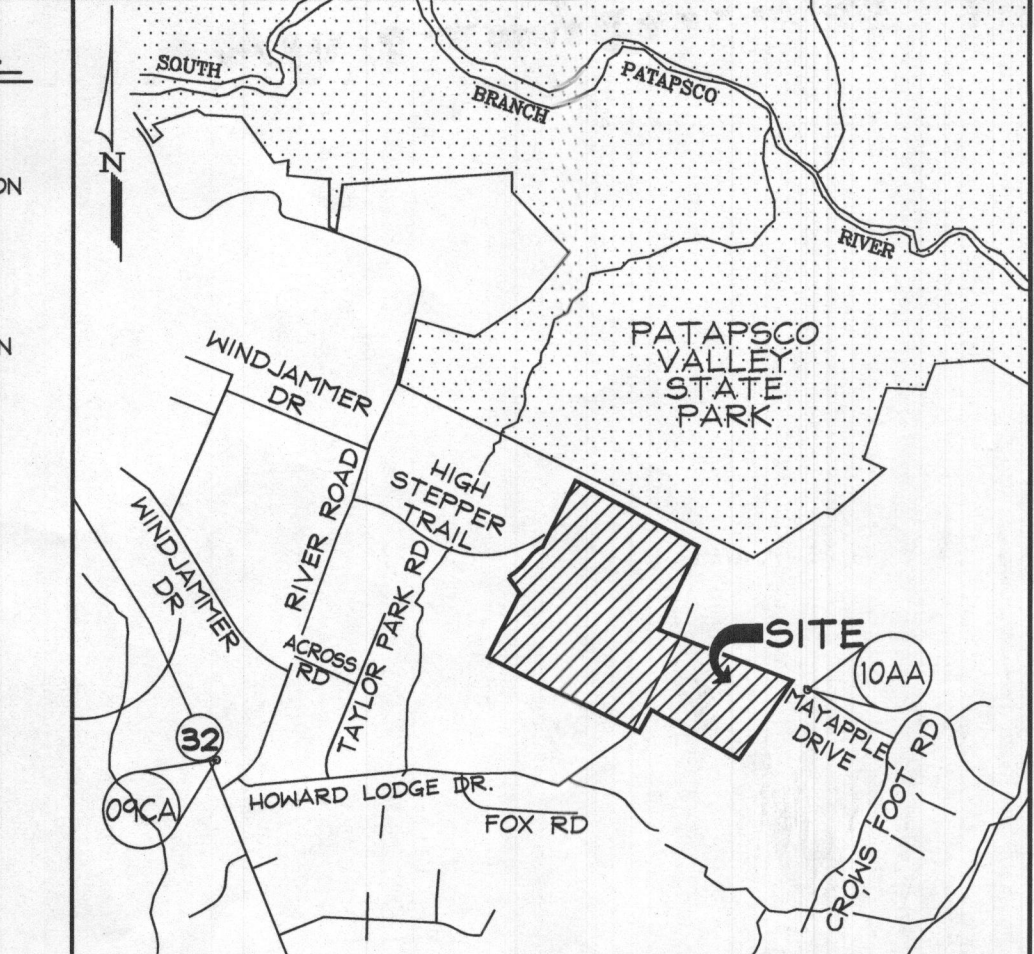 SOUTH
BRANCH
PATAPSCO
RIVER
N
ON
N
PATAPSCO
VALLEY
STATE
PARK
WINDJAMMER
DR
HIGH
STEPPER
TRAIL
RIVER ROAD
WINDJAMMER
DR
ACROSS
RD
TAYLOR PARK RD
SITE
10AA
MAYAPPLE
DRIVE
CROWS FOOT RD
32
09CA
HOWARD LODGE DR.
FOX RD